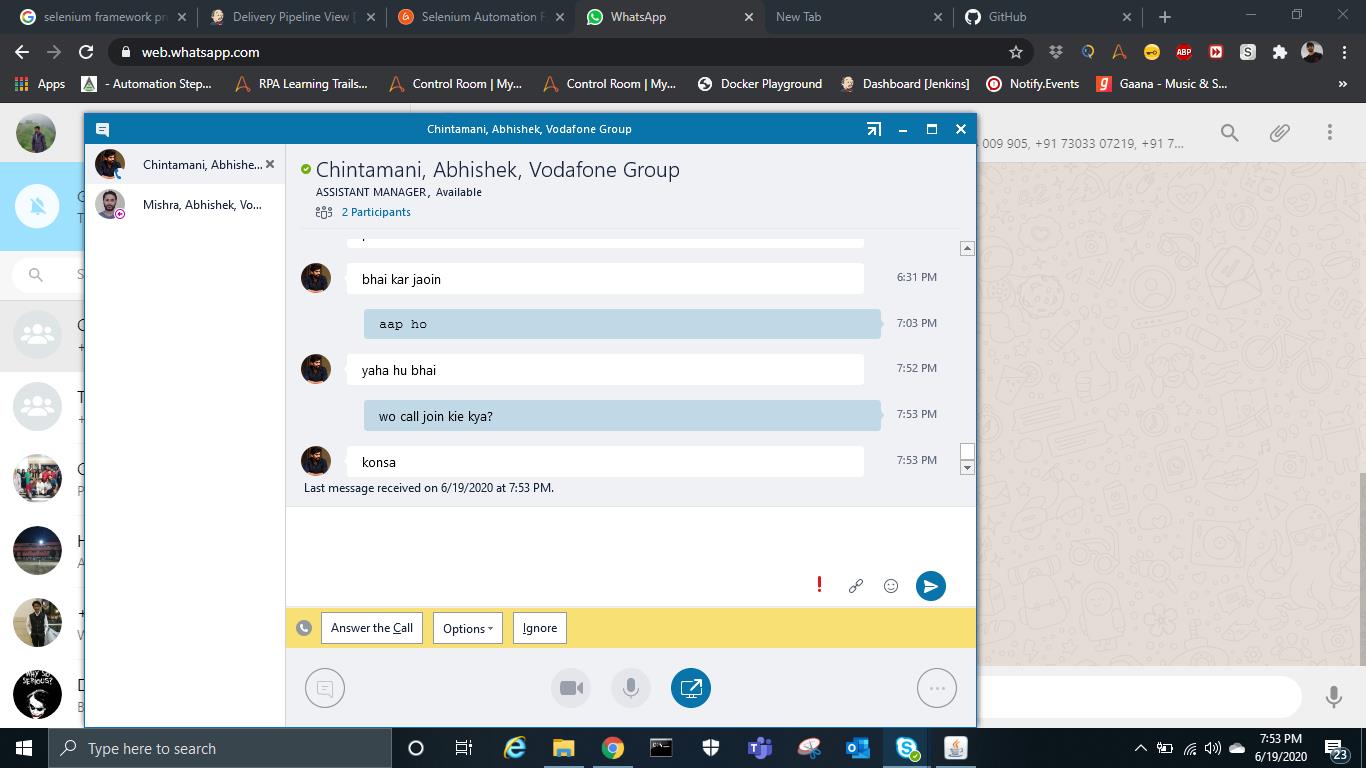 selenium framework pr
Delivery Pipeline View [
Selenium Automation F
WhatsApp
New Tab
GitHub
web.whatsapp.com
ABP
S
Apps
- Automation Step...
RPA Learning Trails...
Control Room | My...
Control Room | My...
Docker Playground
Dashboard [Jenkins]
Notify.Events
g
Gaana - Music & S...
»
Chintamani, Abhishek, Vodafone Group
009 905, +91 73033 07219, +91 7...
Chintamani, Abhishe...
Mishra, Abhishek, Vo...
Chintamani, Abhishek, Vodafone Group
ASSISTANT MANAGER, Available
2 Participants
bhai kar jaoin
6:31 PM
aap ho
7:03 PM
yaha hu bhai
7:52 PM
wo call join kie kya?
7:53 PM
konsa
7:53 PM
Last message received on 6/19/2020 at 7:53 PM.
!
Answer the Call
Options
Ignore
WHY SO SERIOUS?
Type here to search
7:53 PM
6/19/2020
23